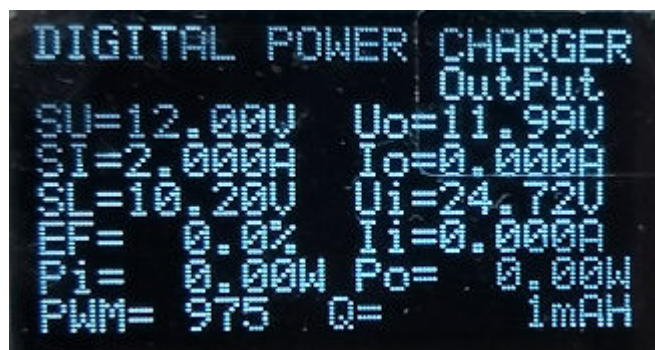 DIGITAL POWER CHARGER
OutPut
SU=12.00V Uo=11.99V
SI=2.000A Io=0.000A
SL=10.20V Ui=24.72V
EF= 0.0% Ii=0.000A
Pi= 0.00W Po= 0.00W
PWM= 975 Q= 1mAH